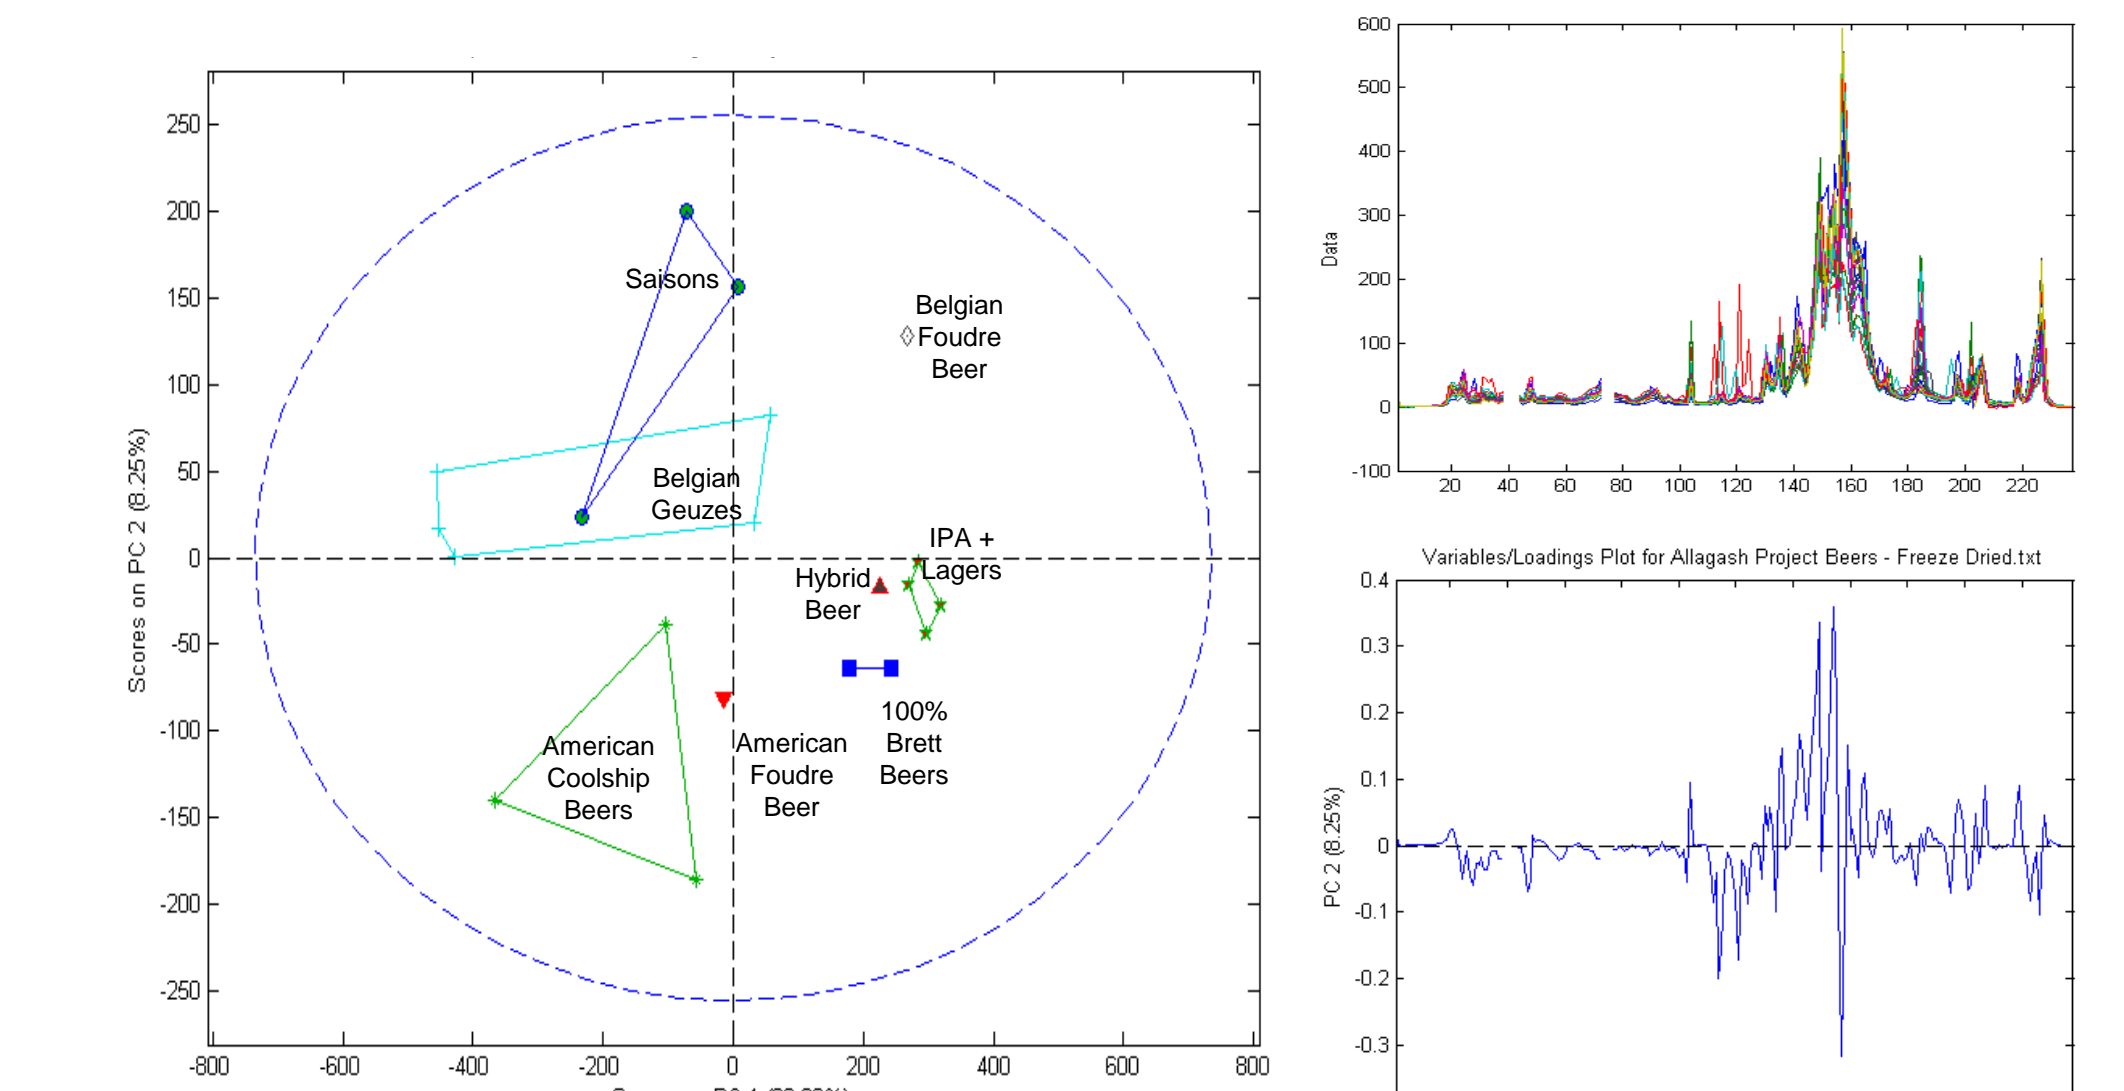 250
200
150
100
50
0
-50
-100
-150
-200
-250
Scores on PC 2 (8.25%)
-800 -600 -400 -200 0 200 400 600 800
Saisons
Belgian
Foudre
Beer
Belgian
Geuzes
IPA +
Lagers
Hybrid
Beer
American
Coolship
Beers
American
Foudre
Beer
100%
Brett
Beers
600
500
400
300
200
100
0
-100
Data
20 40 60 80 100 120 140 160 180 200 220
Variables/Loadings Plot for Allagash Project Beers - Freeze Dried.txt
0.4
0.3
0.2
0.1
0
-0.1
-0.2
-0.3
PC 2 (8.25%)